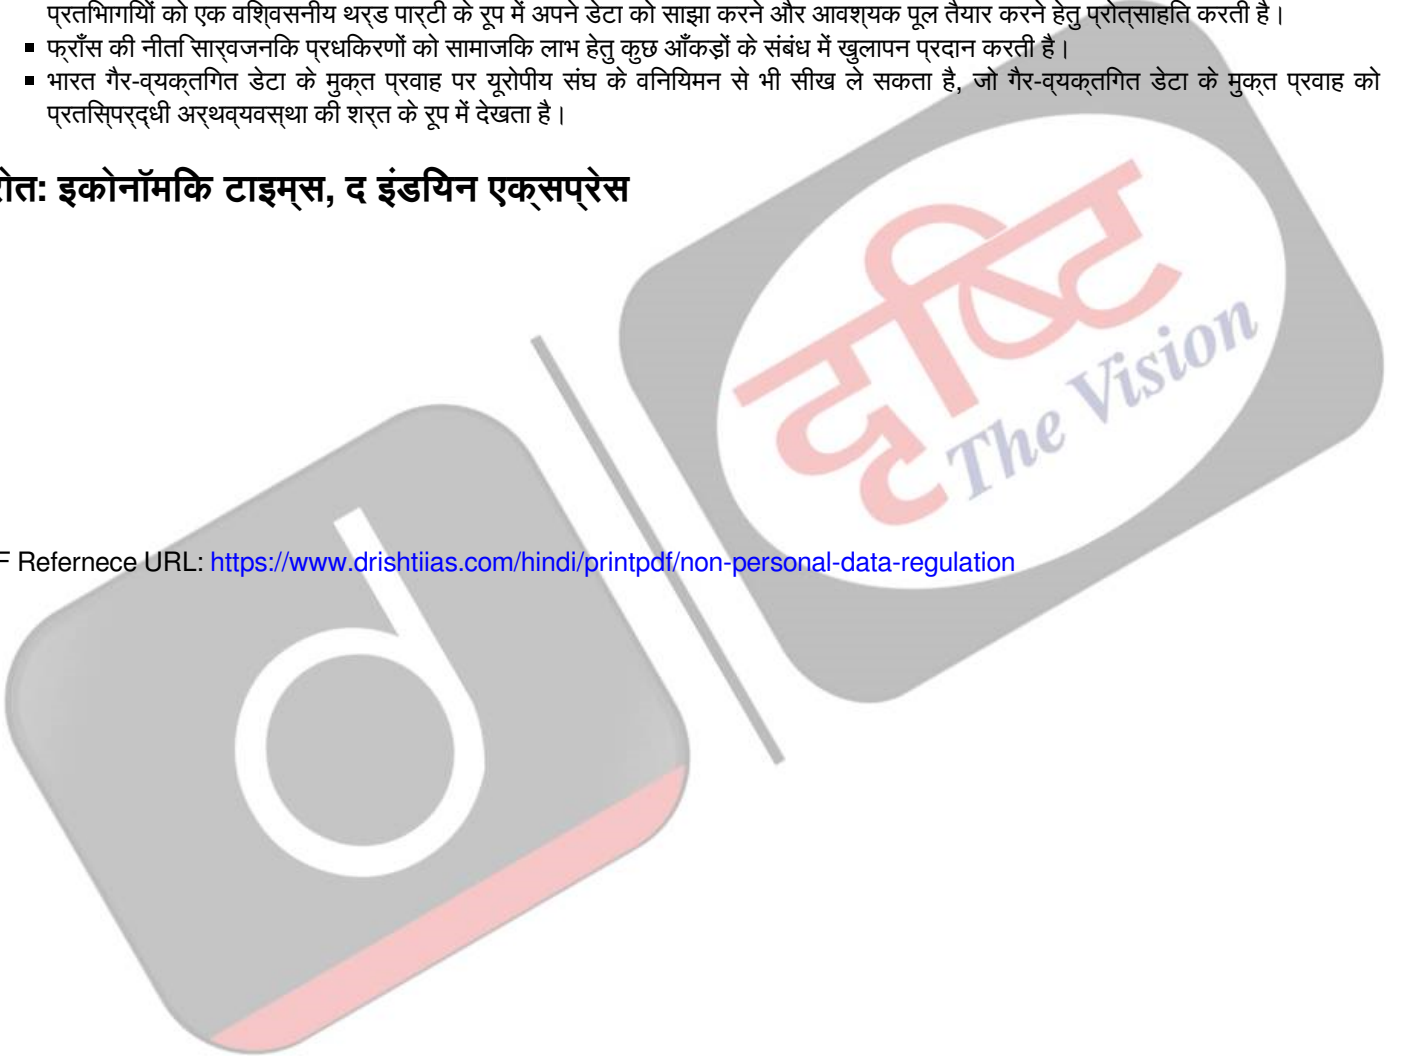 प्रतिभागियों को एक विश्वसनीय थर्ड पार्टी के रूप में अपने डेटा को साझा करने और आवश्यक पूल तैयार करने हेतु प्रोत्साहित करती है।
▪ फ्राँस की नीति सार्वजनिक प्राधिकरणों को सामाजिक लाभ हेतु कुछ आँकड़ों के संबंध में खुलापन प्रदान करती है।
▪ भारत गैर-व्यक्तिगत डेटा के मुक्त प्रवाह पर यूरोपीय संघ के विनियमन से भी सीख ले सकता है, जो गैर-व्यक्तिगत डेटा के मुक्त प्रवाह को
प्रतिस्पर्द्धी अर्थव्यवस्था की शर्त के रूप में देखता है।
रोत: इकोनॉमिक टाइम्स, द इंडियन एक्सप्रेस
दृष्टि
The Vision
F Refernece URL: https://www.drishtiias.com/hindi/printpdf/non-personal-data-regulation
d